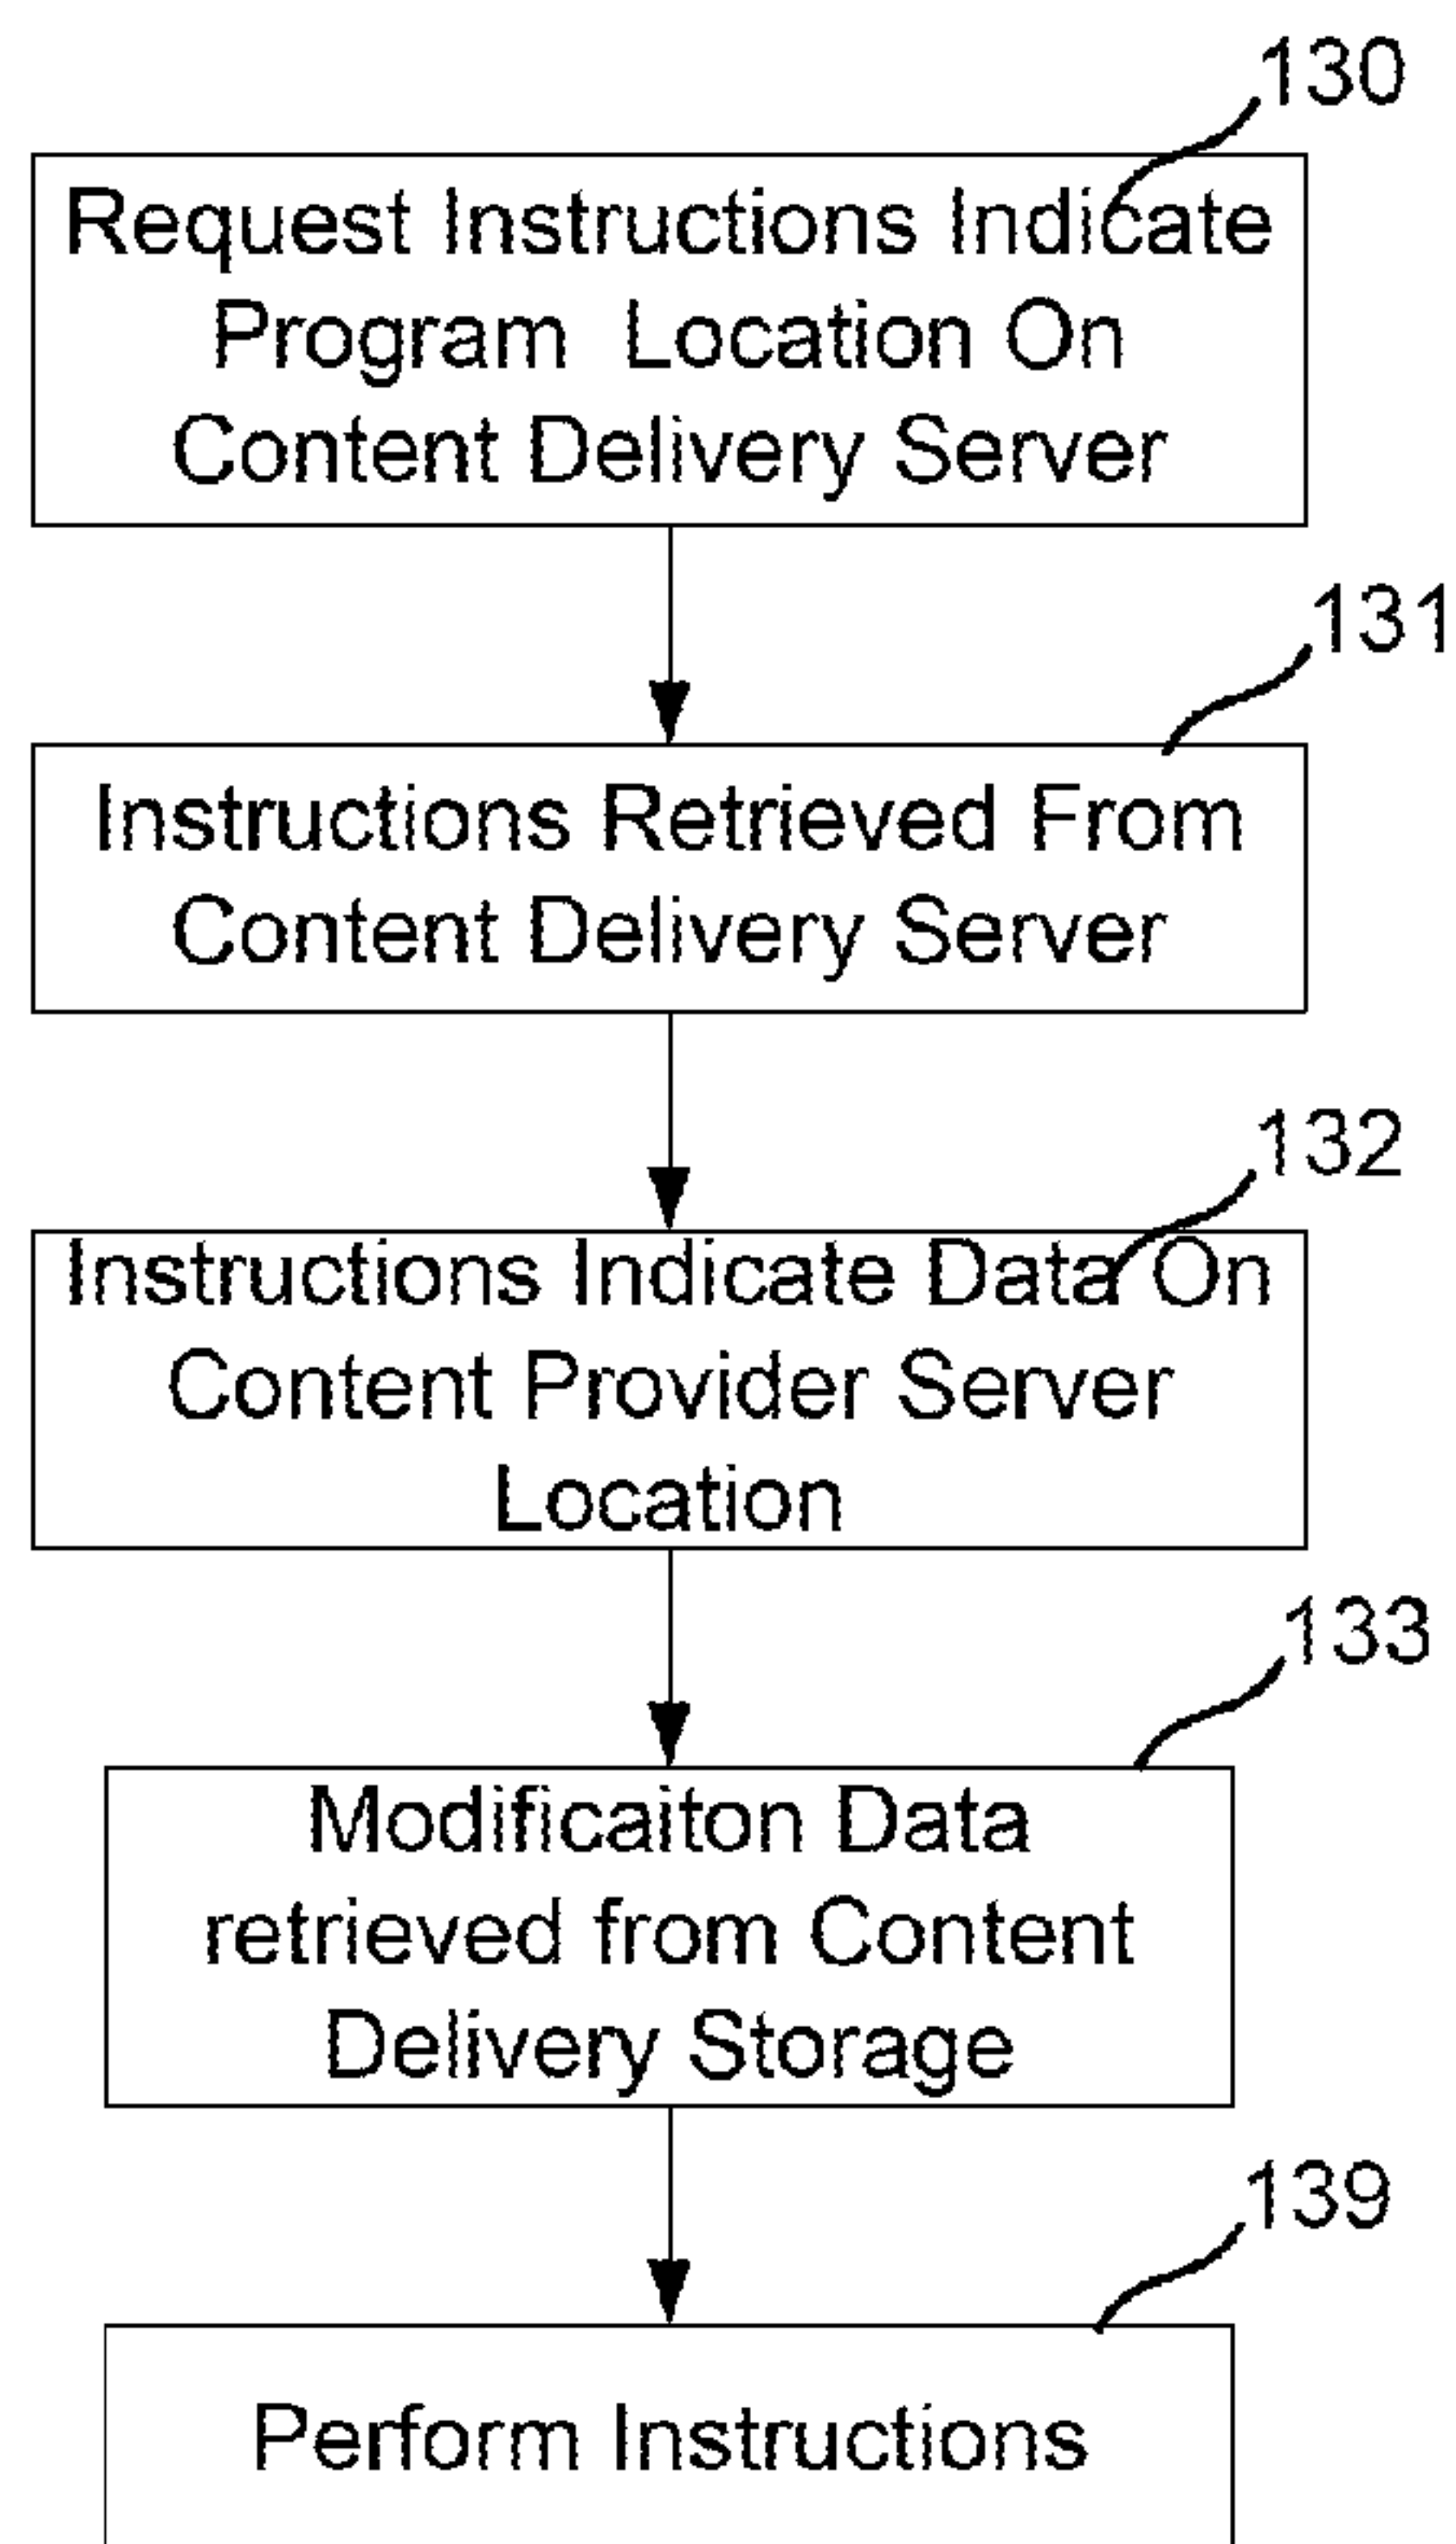 130
Request Instructions Indicate
Program Location On
Content Delivery Server
131
Instructions Retrieved From
Content Delivery Server
132
Instructions Indicate Data On
Content Provider Server
Location
133
Modificaiton Data
retrieved from Content
Delivery Storage
139
Perform Instructions